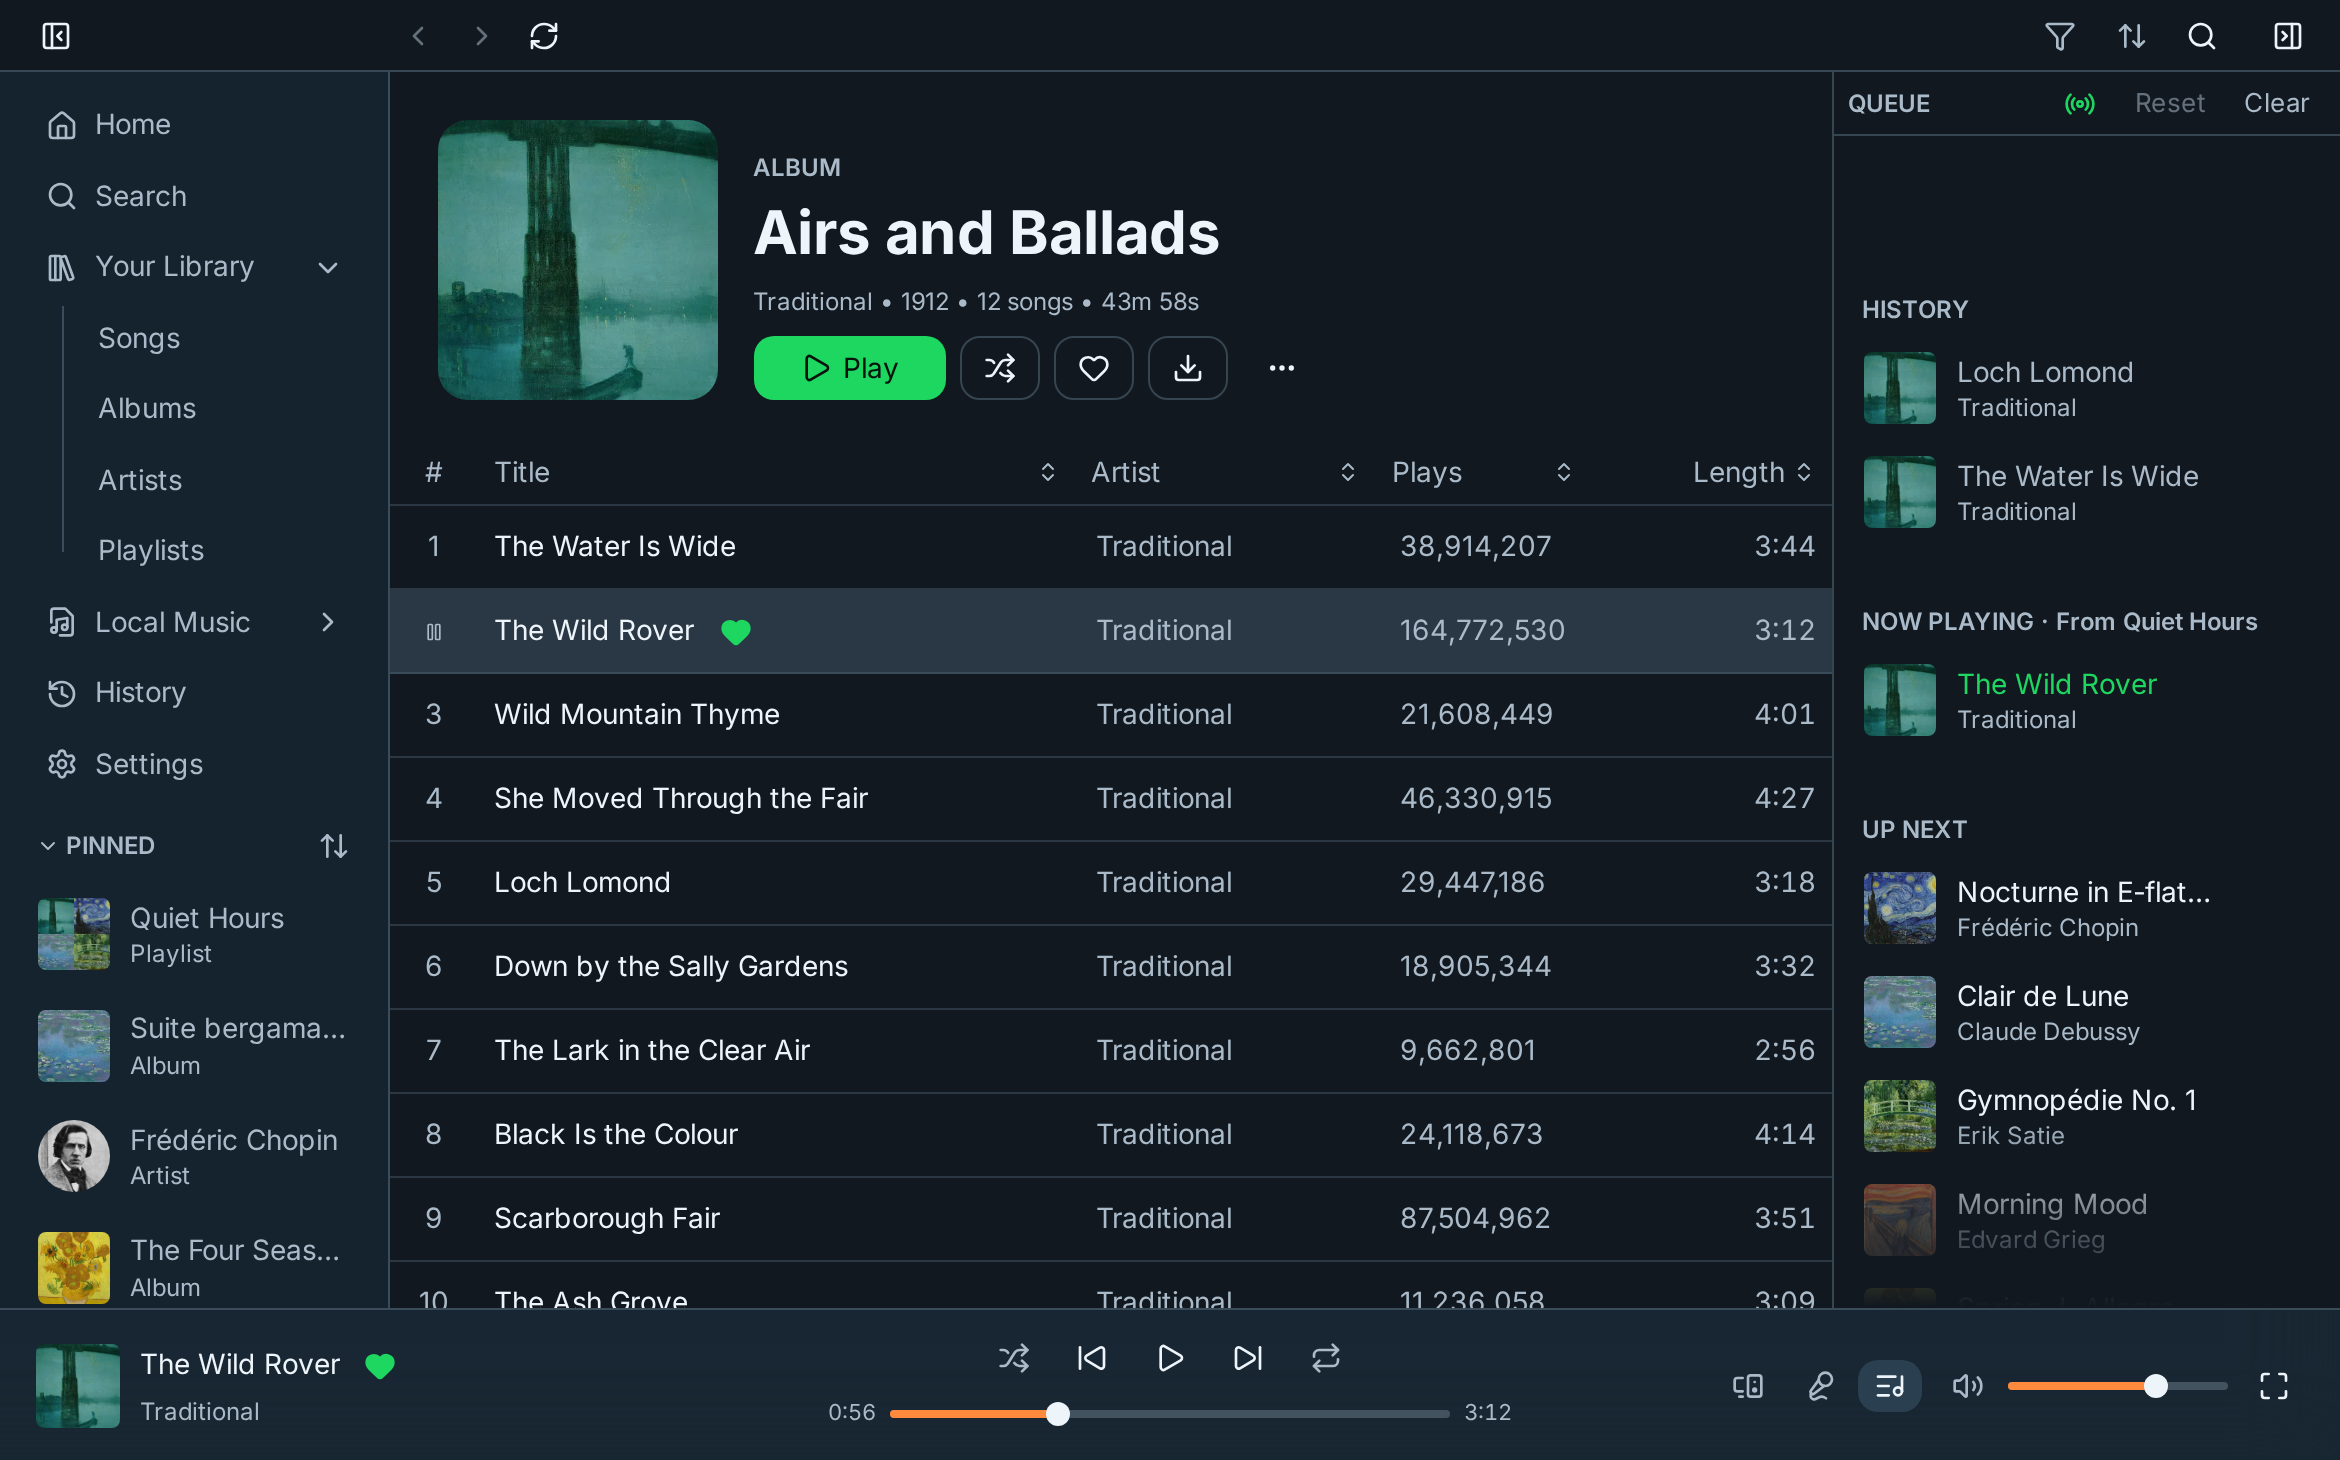 Home
Search
Your Library
Songs
Albums
Artists
Playlists
Local Music
History
Settings
PINNED
Quiet Hours
Playlist
Suite bergama...
Album
Frédéric Chopin
Artist
The Four Seas...
Album
ALBUM
Airs and Ballads
Traditional • 1912 • 12 songs • 43m 58s
Play
# Title Artist Plays Length
1 The Water Is Wide Traditional 38,914,207 3:44
The Wild Rover Traditional 164,772,530 3:12
3 Wild Mountain Thyme Traditional 21,608,449 4:01
4 She Moved Through the Fair Traditional 46,330,915 4:27
5 Loch Lomond Traditional 29,447,186 3:18
6 Down by the Sally Gardens Traditional 18,905,344 3:32
7 The Lark in the Clear Air Traditional 9,662,801 2:56
8 Black Is the Colour Traditional 24,118,673 4:14
9 Scarborough Fair Traditional 87,504,962 3:51
10 The Ash Grove Traditional 11,236,058 3:09
QUEUE Reset Clear
HISTORY
Loch Lomond
Traditional
The Water Is Wide
Traditional
NOW PLAYING · From Quiet Hours
The Wild Rover
Traditional
UP NEXT
Nocturne in E-flat...
Frédéric Chopin
Clair de Lune
Claude Debussy
Gymnopédie No. 1
Erik Satie
Morning Mood
Edvard Grieg
The Wild Rover
Traditional
0:56 3:12